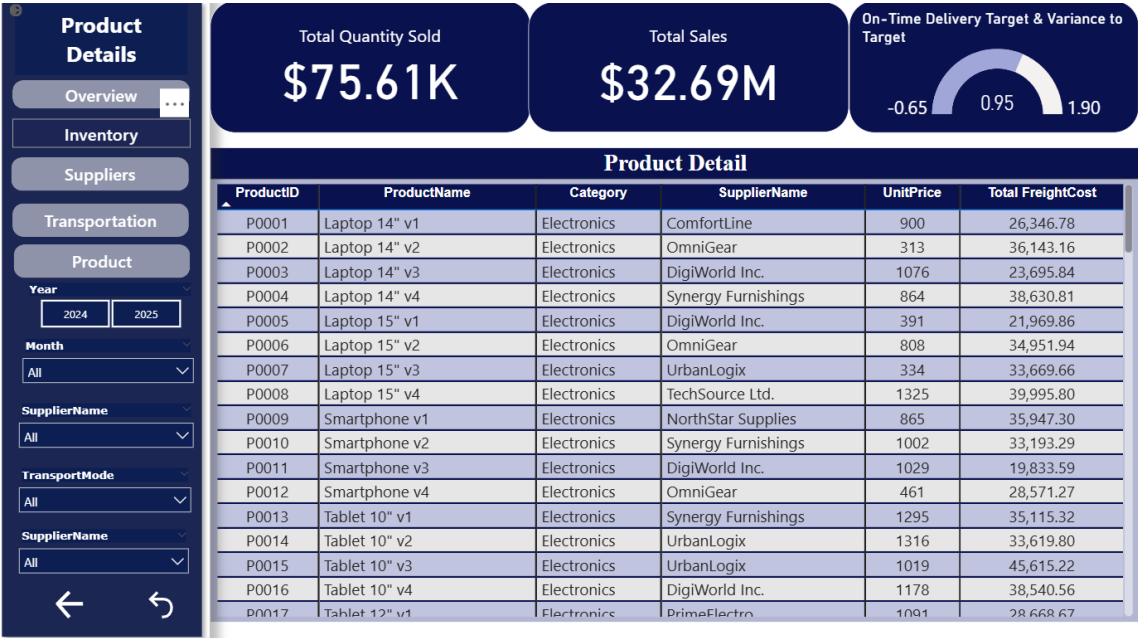 Product
Details
Overview
...
Inventory
Suppliers
Transportation
Product
Year
2024 2025
Month
All
SupplierName
All
TransportMode
All
SupplierName
All
Total Quantity Sold
$75.61K
Total Sales
$32.69M
On-Time Delivery Target & Variance to
Target
-0.65 0.95 1.90
Product Detail
ProductID ProductName Category SupplierName UnitPrice Total FreightCost
P0001 Laptop 14" v1 Electronics ComfortLine 900 26,346.78
P0002 Laptop 14" v2 Electronics OmniGear 313 36,143.16
P0003 Laptop 14" v3 Electronics DigiWorld Inc. 1076 23,695.84
P0004 Laptop 14" v4 Electronics Synergy Furnishings 864 38,630.81
P0005 Laptop 15" v1 Electronics DigiWorld Inc. 391 21,969.86
P0006 Laptop 15" v2 Electronics OmniGear 808 34,951.94
P0007 Laptop 15" v3 Electronics UrbanLogix 334 33,669.66
P0008 Laptop 15" v4 Electronics TechSource Ltd. 1325 39,995.80
P0009 Smartphone v1 Electronics NorthStar Supplies 865 35,947.30
P0010 Smartphone v2 Electronics Synergy Furnishings 1002 33,193.29
P0011 Smartphone v3 Electronics DigiWorld Inc. 1029 19,833.59
P0012 Smartphone v4 Electronics OmniGear 461 28,571.27
P0013 Tablet 10" v1 Electronics Synergy Furnishings 1295 35,115.32
P0014 Tablet 10" v2 Electronics UrbanLogix 1316 33,619.80
P0015 Tablet 10" v3 Electronics UrbanLogix 1019 45,615.22
P0016 Tablet 10" v4 Electronics DigiWorld Inc. 1178 38,540.56
P0017 Tablet 12" v1 Electronics PrimeElectro 1091 28,668.67